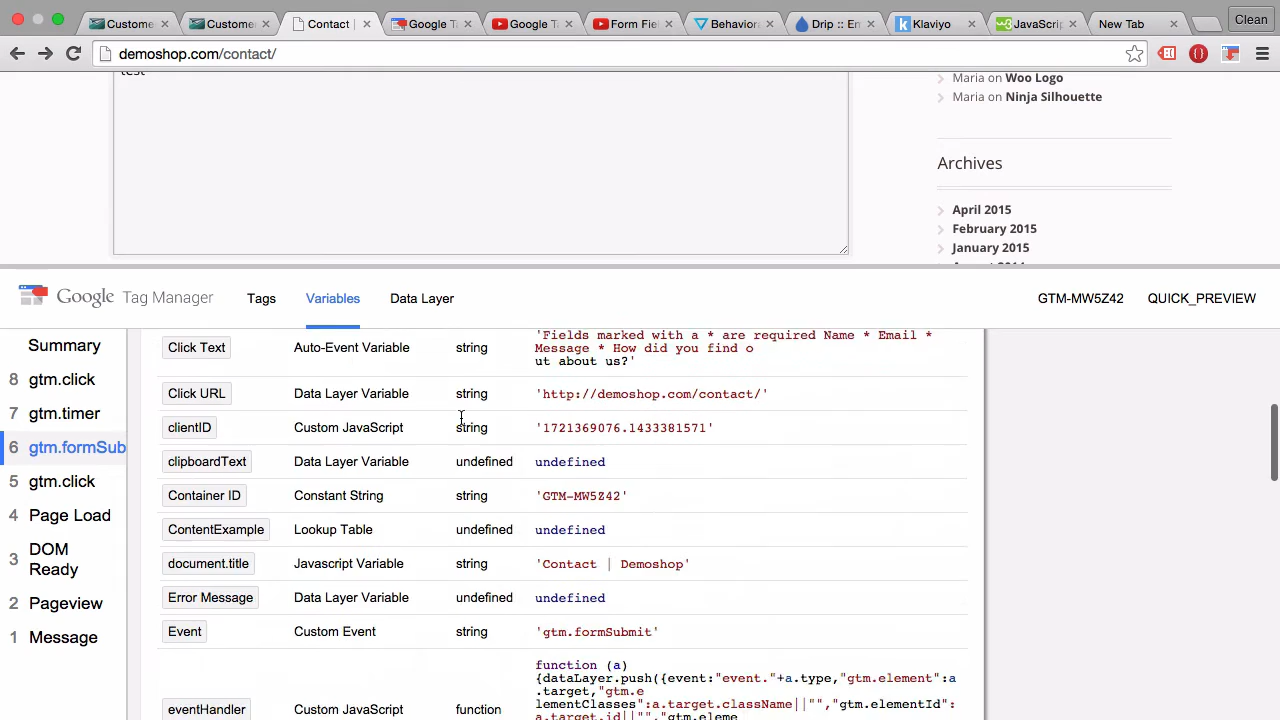 Custome
Custome
Contact |
Google T
Google T
Form Fie
Behavior
Drip :: En
Klaviyo
JavaScri
New Tab
Clean
demoshop.com/contact/
test
Maria on Woo Logo
Maria on Ninja Silhouette
Archives
April 2015
February 2015
January 2015
Google Tag Manager
Tags
Variables
Data Layer
GTM-MW5Z42
QUICK_PREVIEW
Summary
8 gtm.click
7 gtm.timer
6 gtm.formSub
5 gtm.click
4 Page Load
3 DOM
Ready
2 Pageview
1 Message
Click Text Auto-Event Variable string 'Fields marked with a * are required Name * Email *
Message * How did you find o
ut about us?'
Click URL Data Layer Variable string 'http://demoshop.com/contact/'
clientID Custom JavaScript string '1721369076.1433381571'
clipboardText Data Layer Variable undefined undefined
Container ID Constant String string 'GTM-MW5Z42'
ContentExample Lookup Table undefined undefined
document.title Javascript Variable string 'Contact | Demoshop'
Error Message Data Layer Variable undefined undefined
Event Custom Event string 'gtm.formSubmit'
eventHandler Custom JavaScript function function (a)
{dataLayer.push({event:"event."+a.type,"gtm.element":a
.target,"gtm.e
lementClasses":a.target.className||"","gtm.elementId":
a.target.id||"","gtm.eleme